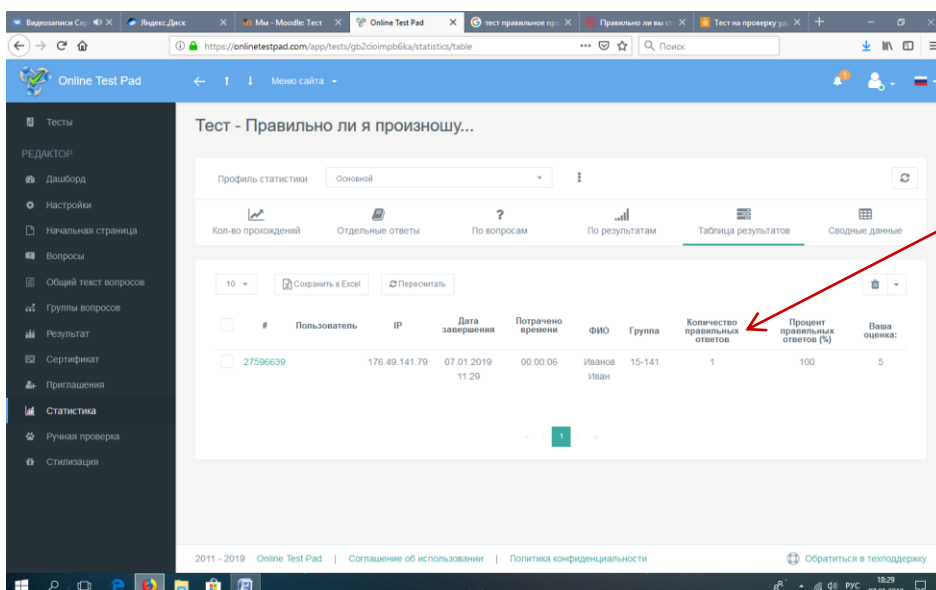 Видеозаписи Сер
Яндекс.Диск
Мы - Moodle: Тест
Online Test Pad
тест правильное про
Правильно ли вы с
Тест на проверку уд
https://onlinetestpad.com/app/tests/gb2cioimpb6ka/statistics/table
Поиск
Online Test Pad
Меню сайта
Тесты
РЕДАКТОР
Дашборд
Настройки
Начальная страница
Вопросы
Общий текст вопросов
Группы вопросов
Результат
Сертификат
Приглашения
Статистика
Ручная проверка
Стилизация
Тест - Правильно ли я произношу...
Профиль статистики
Основной
Кол-во прохождений
Отдельные ответы
?
По вопросам
По результатам
Таблица результатов
Сводные данные
10
Сохранить в Excel
Пересчитать
# Пользователь IP Дата завершения Потрачено времени ФИО Группа Количество правильных ответов Процент правильных ответов (%) Ваша оценка:
27596639 176.49.141.79 07.01.2019 11:29 00:00:06 Иванов Иван 15-141 1 100 5
1
2011 - 2019 Online Test Pad | Соглашение об использовании | Политика конфиденциальности
Обратиться в техподдержку
РУС
18:29